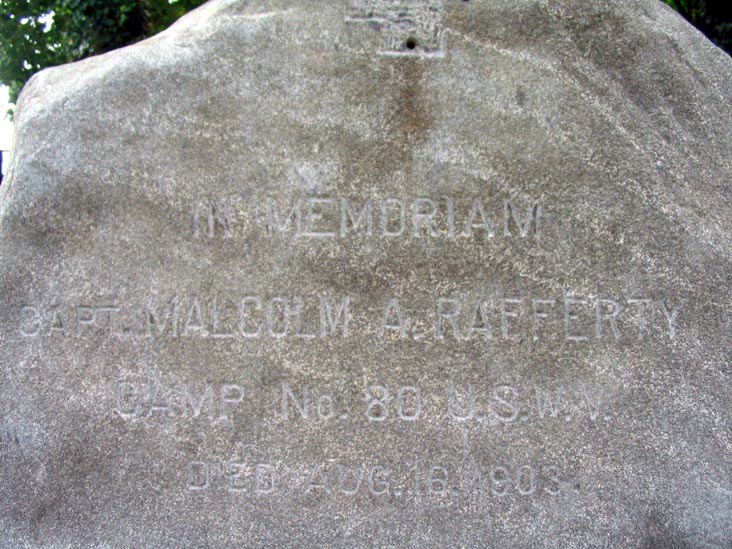 IN MEMORIAM
CAPT. MALCOLM A. RAFFERTY
CAMP No. 80 U.S.W.V.
DIED AUG. 16. 1903.